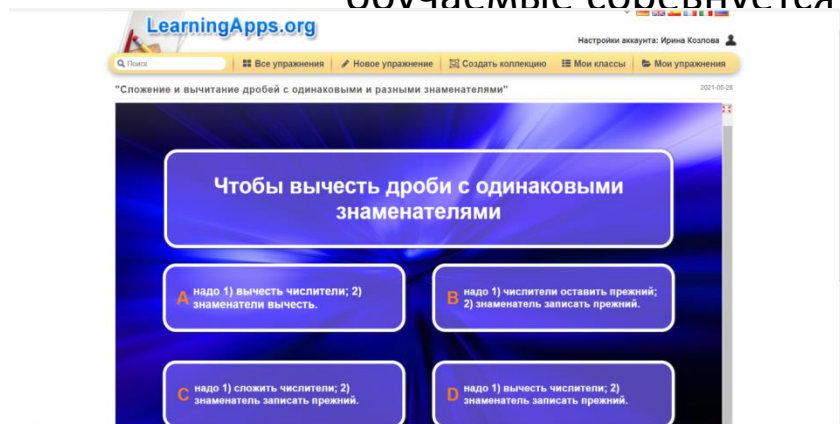 обучаемые соревнуется
LearningApps.org
Настройки аккаунта: Ирина Козлова
Поиск
Все упражнения
Новое упражнение
Создать коллекцию
Мои классы
Мои упражнения
"Сложение и вычитание дробей с одинаковыми и разными знаменателями"
2021-05-28
Чтобы вычесть дроби с одинаковыми
знаменателями
A надо 1) вычесть числители; 2)
знаменатели вычесть.
B надо 1) числители оставить прежний;
2) знаменатель записать прежний.
C надо 1) сложить числители; 2)
знаменатель записать прежний.
D надо 1) вычесть числители; 2)
знаменатель записать прежний.